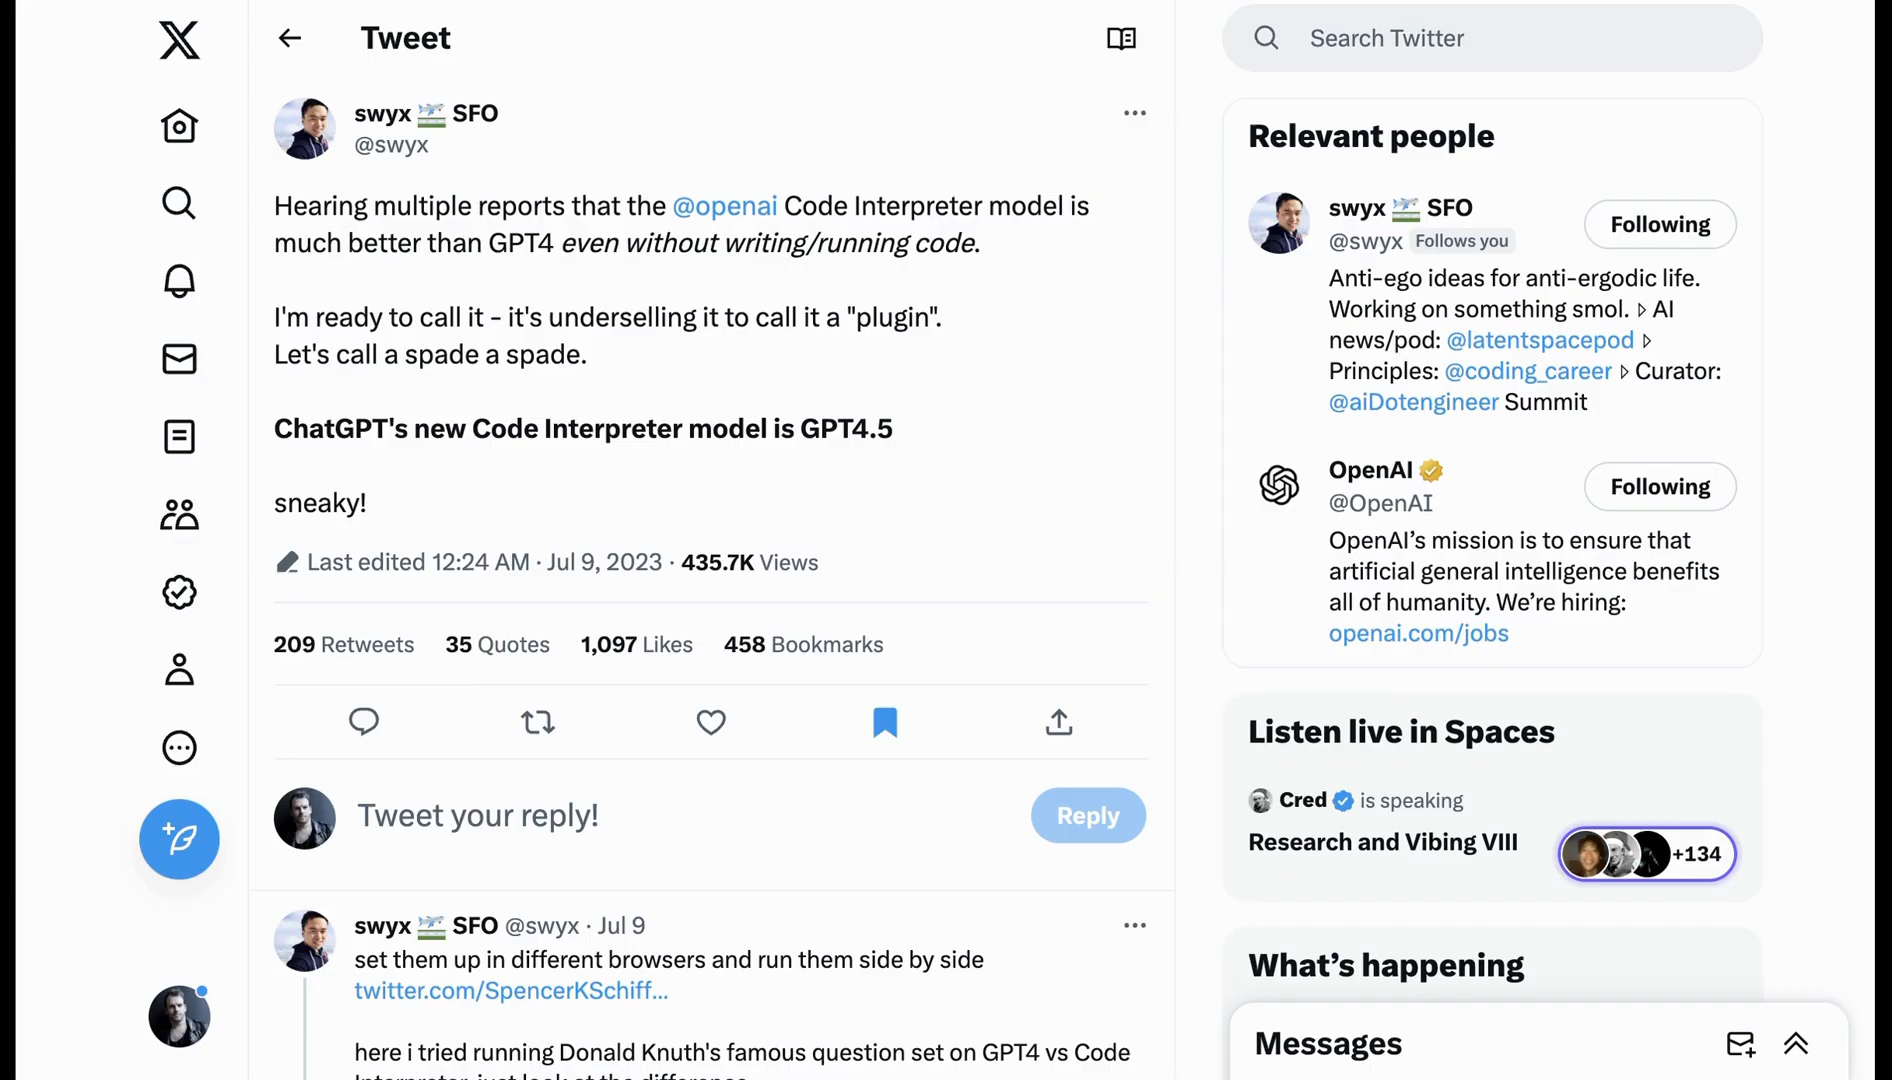 Tweet
swyx 🛫 SFO
@swyx
Hearing multiple reports that the @openai Code Interpreter model is
much better than GPT4 even without writing/running code.
I'm ready to call it - it's underselling it to call it a "plugin".
Let's call a spade a spade.
ChatGPT's new Code Interpreter model is GPT4.5
sneaky!
Last edited 12:24 AM · Jul 9, 2023 · 435.7K Views
209 Retweets 35 Quotes 1,097 Likes 458 Bookmarks
Tweet your reply!
Reply
swyx 🛫 SFO @swyx · Jul 9
set them up in different browsers and run them side by side
twitter.com/SpencerKSchiff…
here i tried running Donald Knuth's famous question set on GPT4 vs Code
Search Twitter
Relevant people
swyx 🛫 SFO
@swyx Follows you
Following
Anti-ego ideas for anti-ergodic life.
Working on something smol. ▹ AI
news/pod: @latentspacepod ▹
Principles: @coding_career ▹ Curator:
@aiDotengineer Summit
OpenAI
@OpenAI
Following
OpenAI’s mission is to ensure that
artificial general intelligence benefits
all of humanity. We’re hiring:
openai.com/jobs
Listen live in Spaces
Cred is speaking
Research and Vibing VIII
+134
What’s happening
Messages